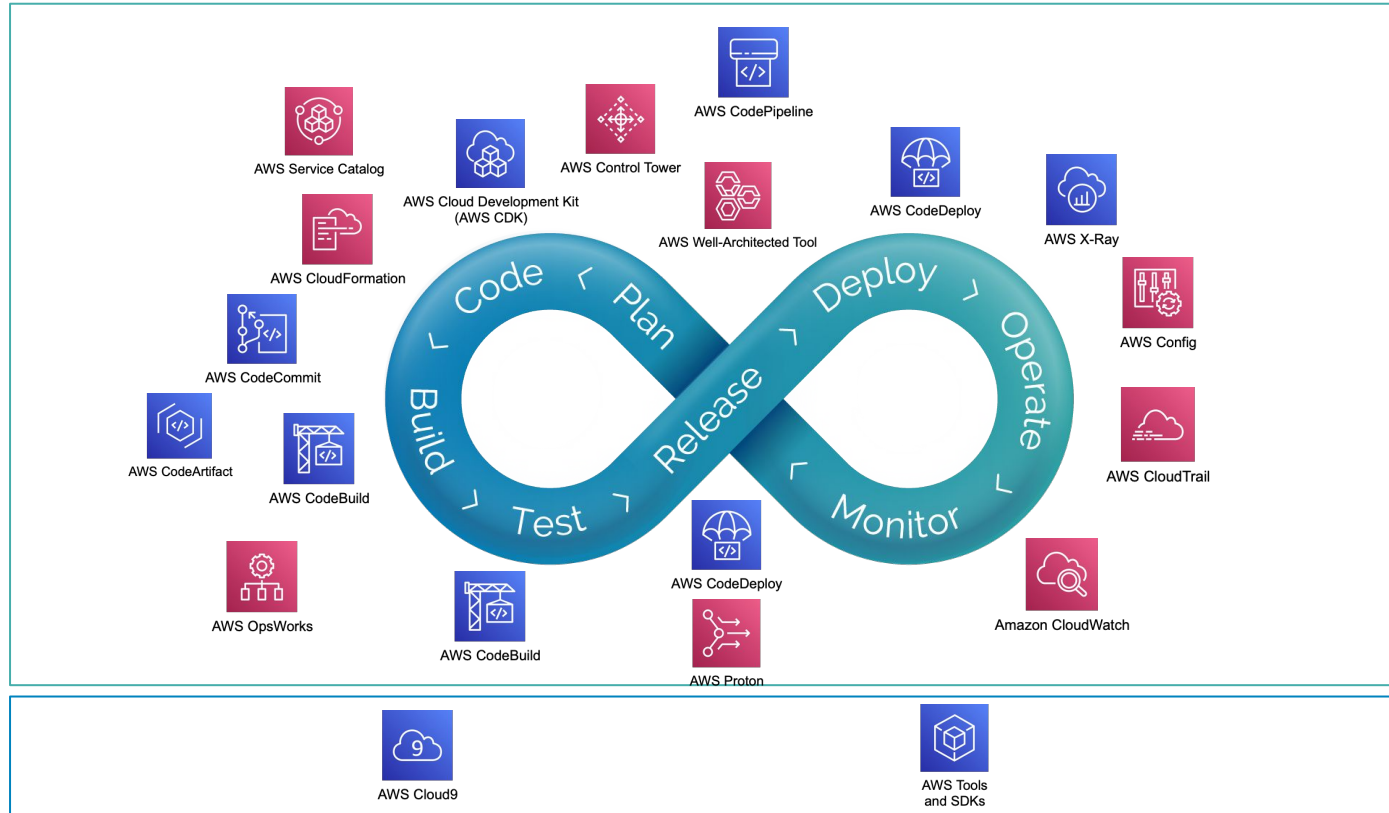 AWS CodePipeline
AWS Service Catalog
AWS Control Tower
AWS Cloud Development Kit
(AWS CDK)
AWS CodeDeploy
AWS Well-Architected Tool
AWS X-Ray
AWS CloudFormation
AWS Config
AWS CodeCommit
AWS CodeArtifact
AWS CodeBuild
AWS CloudTrail
Plan
Code
Build
Test
Release
Deploy
Operate
Monitor
AWS OpsWorks
AWS CodeBuild
AWS CodeDeploy
AWS Proton
Amazon CloudWatch
9
AWS Cloud9
AWS Tools
and SDKs